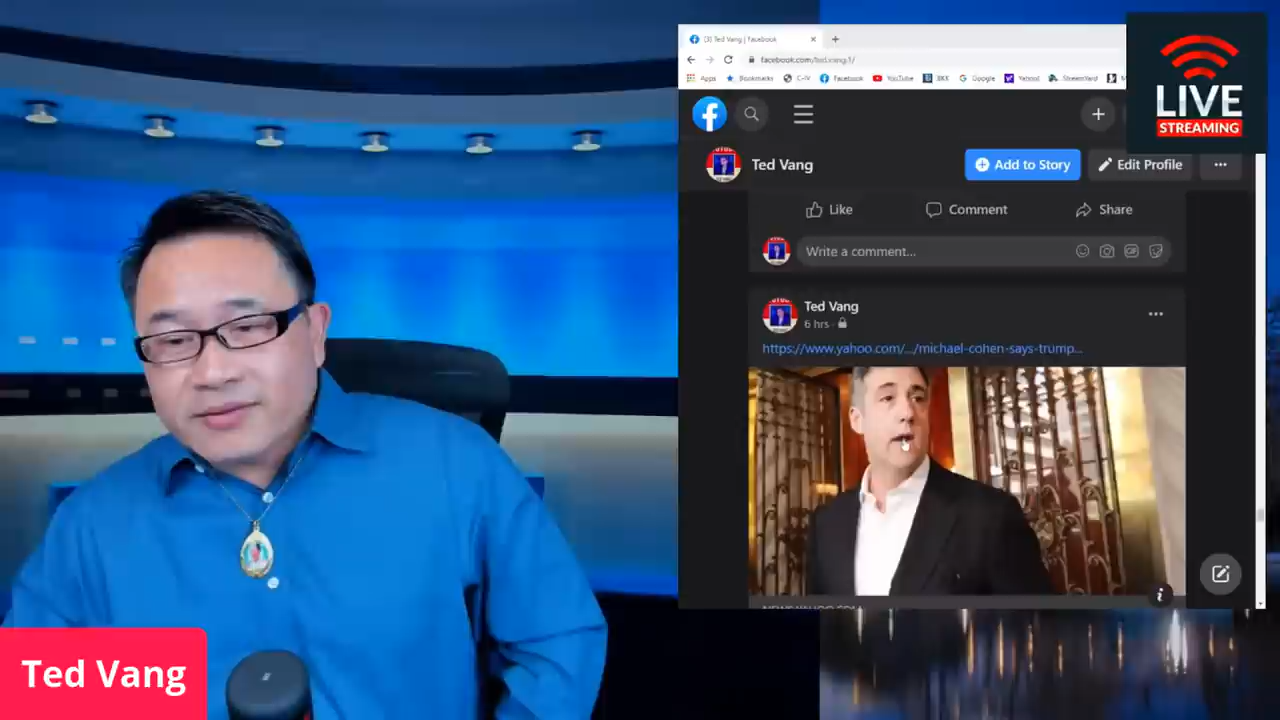 (3) Ted Vang | Facebook
facebook.com/ted.vang.1/
Apps Bookmarks Facebook YouTube Google Yahoo! StreamYard
LIVE
STREAMING
Ted Vang
Add to Story
Edit Profile
Like
Comment
Share
Write a comment...
GIF
Ted Vang
6 hrs ·
https://www.yahoo.com/.../michael-cohen-says-trump...
Ted Vang